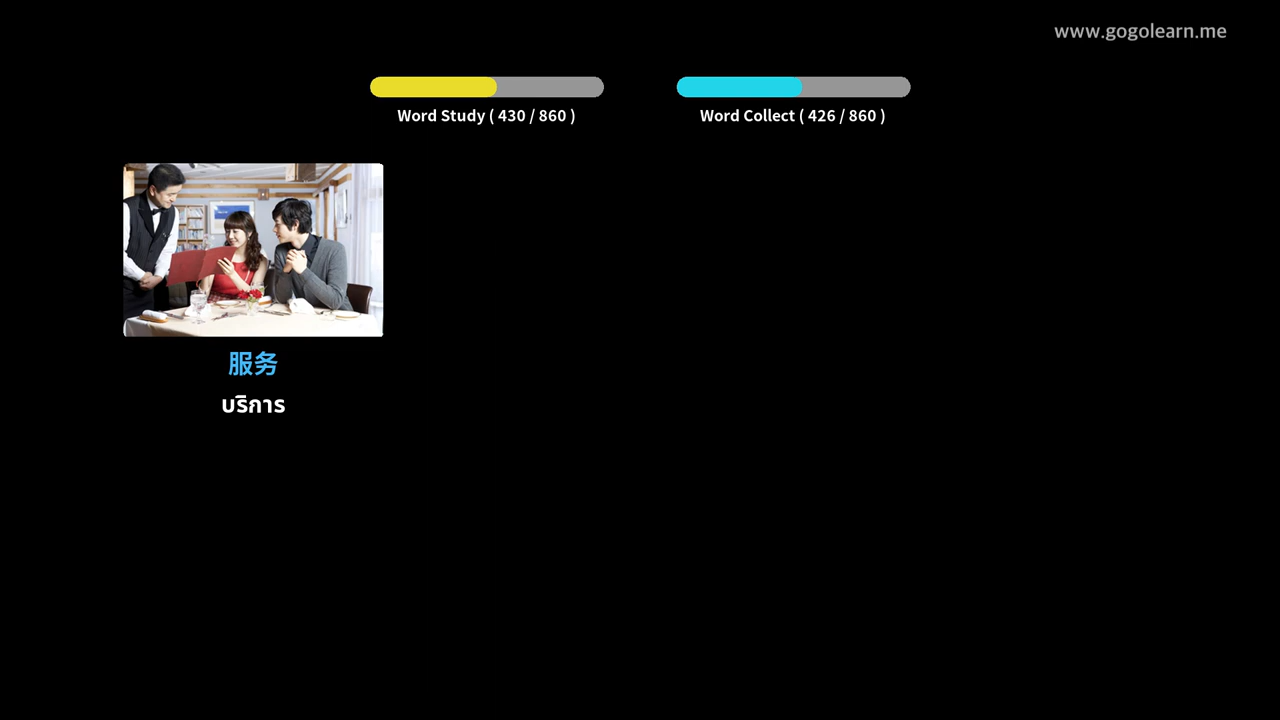 www.gogolearn.me
Word Study ( 430 / 860 )
Word Collect ( 426 / 860 )
服务
บริการ